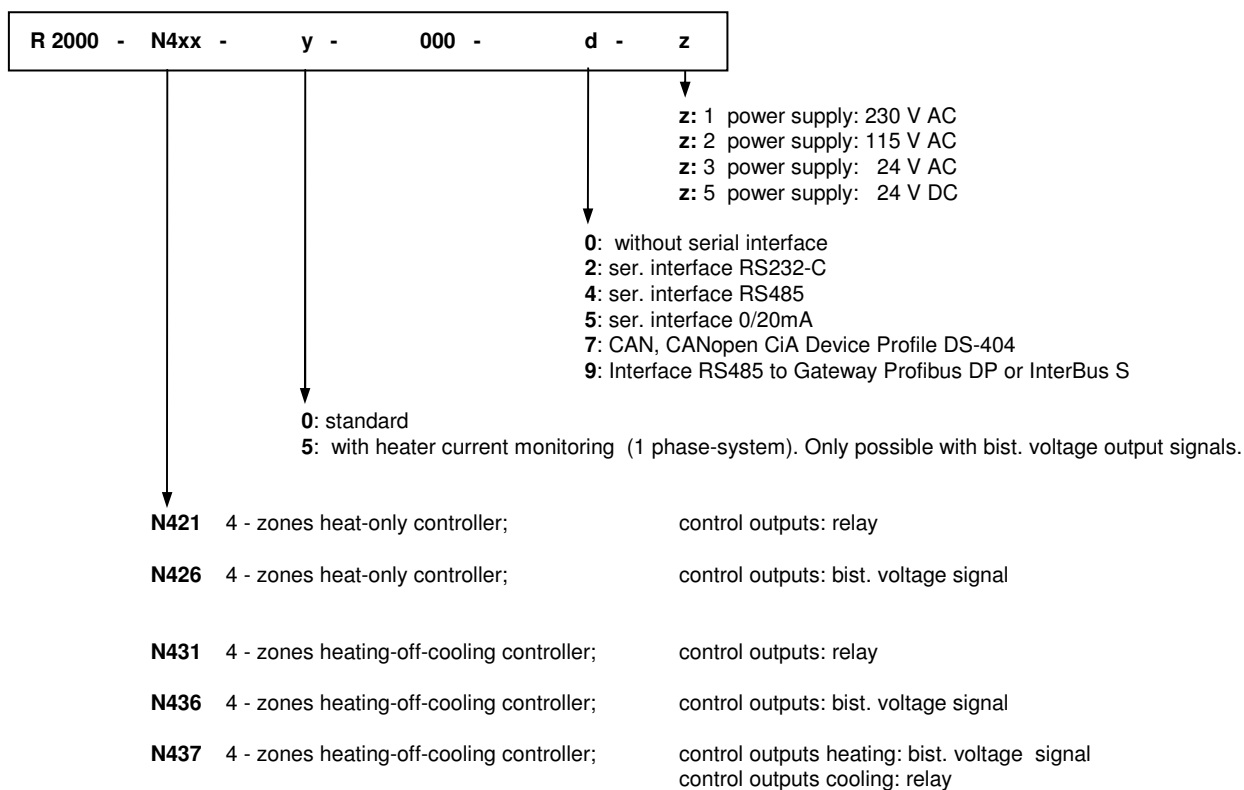 R 2000 - N4xx - y - 000 - d - z
z: 1 power supply: 230 V AC
z: 2 power supply: 115 V AC
z: 3 power supply: 24 V AC
z: 5 power supply: 24 V DC
0: without serial interface
2: ser. interface RS232-C
4: ser. interface RS485
5: ser. interface 0/20mA
7: CAN, CANopen CiA Device Profile DS-404
9: Interface RS485 to Gateway Profibus DP or InterBus S
0: standard
5: with heater current monitoring (1 phase-system). Only possible with bist. voltage output signals.
N421 4 - zones heat-only controller; control outputs: relay
N426 4 - zones heat-only controller; control outputs: bist. voltage signal
N431 4 - zones heating-off-cooling controller; control outputs: relay
N436 4 - zones heating-off-cooling controller; control outputs: bist. voltage signal
N437 4 - zones heating-off-cooling controller; control outputs heating: bist. voltage signal
control outputs cooling: relay